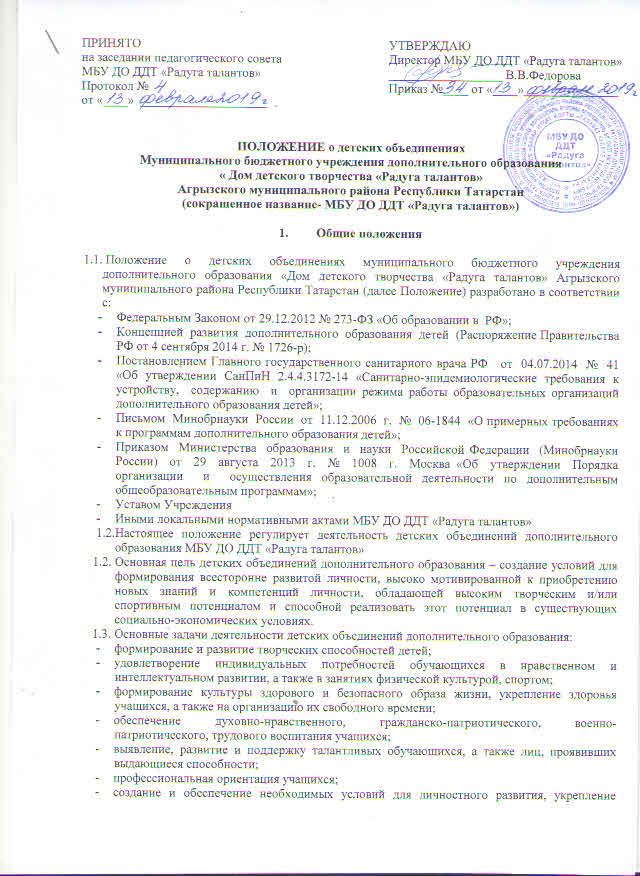 ПРИНЯТО
на заседании педагогического совета
МБУ ДО ДДТ «Радуга талантов»
Протокол № 4
от « 13 » февраля 2019 г.
УТВЕРЖДАЮ
Директор МБУ ДО ДДТ «Радуга талантов»
В.В.Федорова
Приказ № 34 от « 13 » февраля 2019 г.
МБУ ДО
ДДТ
«Радуга
талантов»
ПОЛОЖЕНИЕ о детских объединениях
Муниципального бюджетного учреждения дополнительного образования
« Дом детского творчества «Радуга талантов»
Агрызского муниципального района Республики Татарстан
(сокращенное название- МБУ ДО ДДТ «Радуга талантов»)
1. Общие положения
1.1. Положение о детских объединениях муниципального бюджетного учреждения
дополнительного образования «Дом детского творчества «Радуга талантов» Агрызского
муниципального района Республики Татарстан (далее Положение) разработано в соответствии
с:
- Федеральным Законом от 29.12.2012 № 273-ФЗ «Об образовании в РФ»;
- Концепцией развития дополнительного образования детей (Распоряжение Правительства
РФ от 4 сентября 2014 г. № 1726-р);
- Постановлением Главного государственного санитарного врача РФ от 04.07.2014 № 41
«Об утверждении СанПиН 2.4.4.3172-14 «Санитарно-эпидемиологические требования к
устройству, содержанию и организации режима работы образовательных организаций
дополнительного образования детей»;
- Письмом Минобрнауки России от 11.12.2006 г. № 06-1844 «О примерных требованиях
к программам дополнительного образования детей»;
- Приказом Министерства образования и науки Российской Федерации (Минобрнауки
России) от 29 августа 2013 г. № 1008 г. Москва «Об утверждении Порядка
организации и осуществления образовательной деятельности по дополнительным
общеобразовательным программам»;
- Уставом Учреждения
- Иными локальными нормативными актами МБУ ДО ДДТ «Радуга талантов»
1.2.Настоящее положение регулирует деятельность детских объединений дополнительного
образования МБУ ДО ДДТ «Радуга талантов»
1.2. Основная цель детских объединений дополнительного образования – создание условий для
формирования всесторонне развитой личности, высоко мотивированной к приобретению
новых знаний и компетенций личности, обладающей высоким творческим и/или
спортивным потенциалом и способной реализовать этот потенциал в существующих
социально-экономических условиях.
1.3. Основные задачи деятельности детских объединений дополнительного образования:
- формирование и развитие творческих способностей детей;
- удовлетворение индивидуальных потребностей обучающихся в нравственном и
интеллектуальном развитии, а также в занятиях физической культурой, спортом;
- формирование культуры здорового и безопасного образа жизни, укрепление здоровья
учащихся, а также на организацию их свободного времени;
- обеспечение духовно-нравственного, гражданско-патриотического, военно-
патриотического, трудового воспитания учащихся;
- выявление, развитие и поддержку талантливых обучающихся, а также лиц, проявивших
выдающиеся способности;
- профессиональная ориентация учащихся;
- создание и обеспечение необходимых условий для личностного развития, укрепление